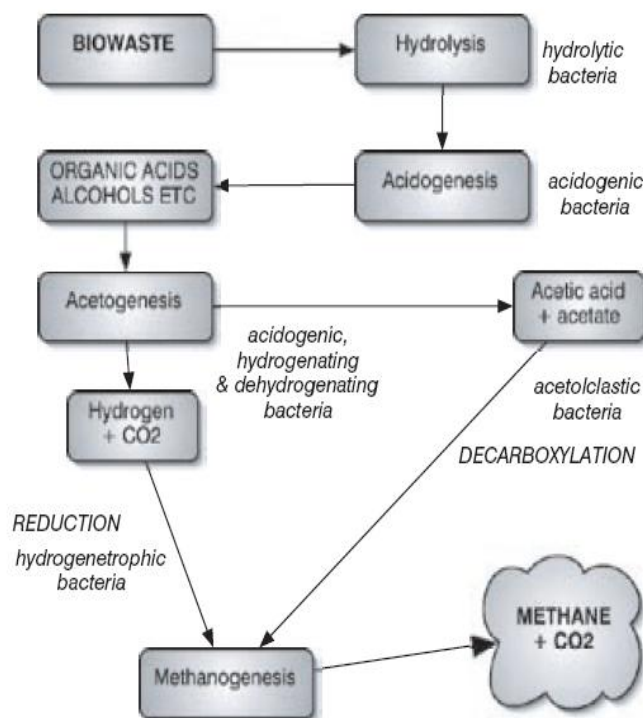 BIOWASTE
Hydrolysis
hydrolytic
bacteria
ORGANIC ACIDS
ALCOHOLS ETC
Acidogenesis
acidogenic
bacteria
Acetogenesis
Acetic acid
+ acetate
acidogenic,
hydrogenating
& dehydrogenating
bacteria
acetolclastic
bacteria
Hydrogen
+ CO2
DECARBOXYLATION
REDUCTION
hydrogenetrophic
bacteria
METHANE
+ CO2
Methanogenesis